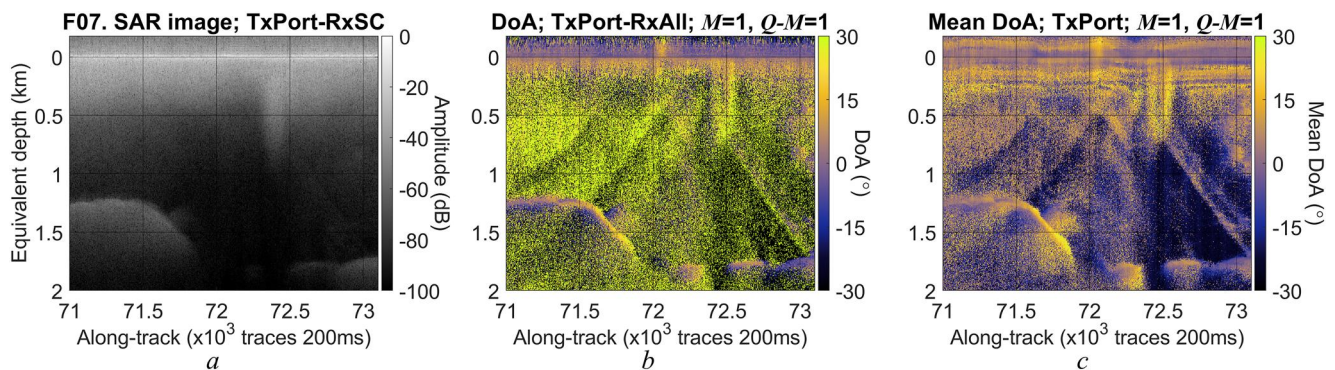 F07. SAR image; TxPort-RxSC
0
0.5
1
1.5
2
Equivalent depth (km)
71 71.5 72 72.5 73
Along-track (x10³ traces 200ms)
0
-20
-40
-60
-80
-100
Amplitude (dB)
a
DoA; TxPort-RxAll; M=1, Q-M=1
0
0.5
1
1.5
2
71 71.5 72 72.5 73
Along-track (x10³ traces 200ms)
30
15
0
-15
-30
DoA (°)
b
Mean DoA; TxPort; M=1, Q-M=1
0
0.5
1
1.5
2
71 71.5 72 72.5 73
Along-track (x10³ traces 200ms)
30
15
0
-15
-30
Mean DoA (°)
c